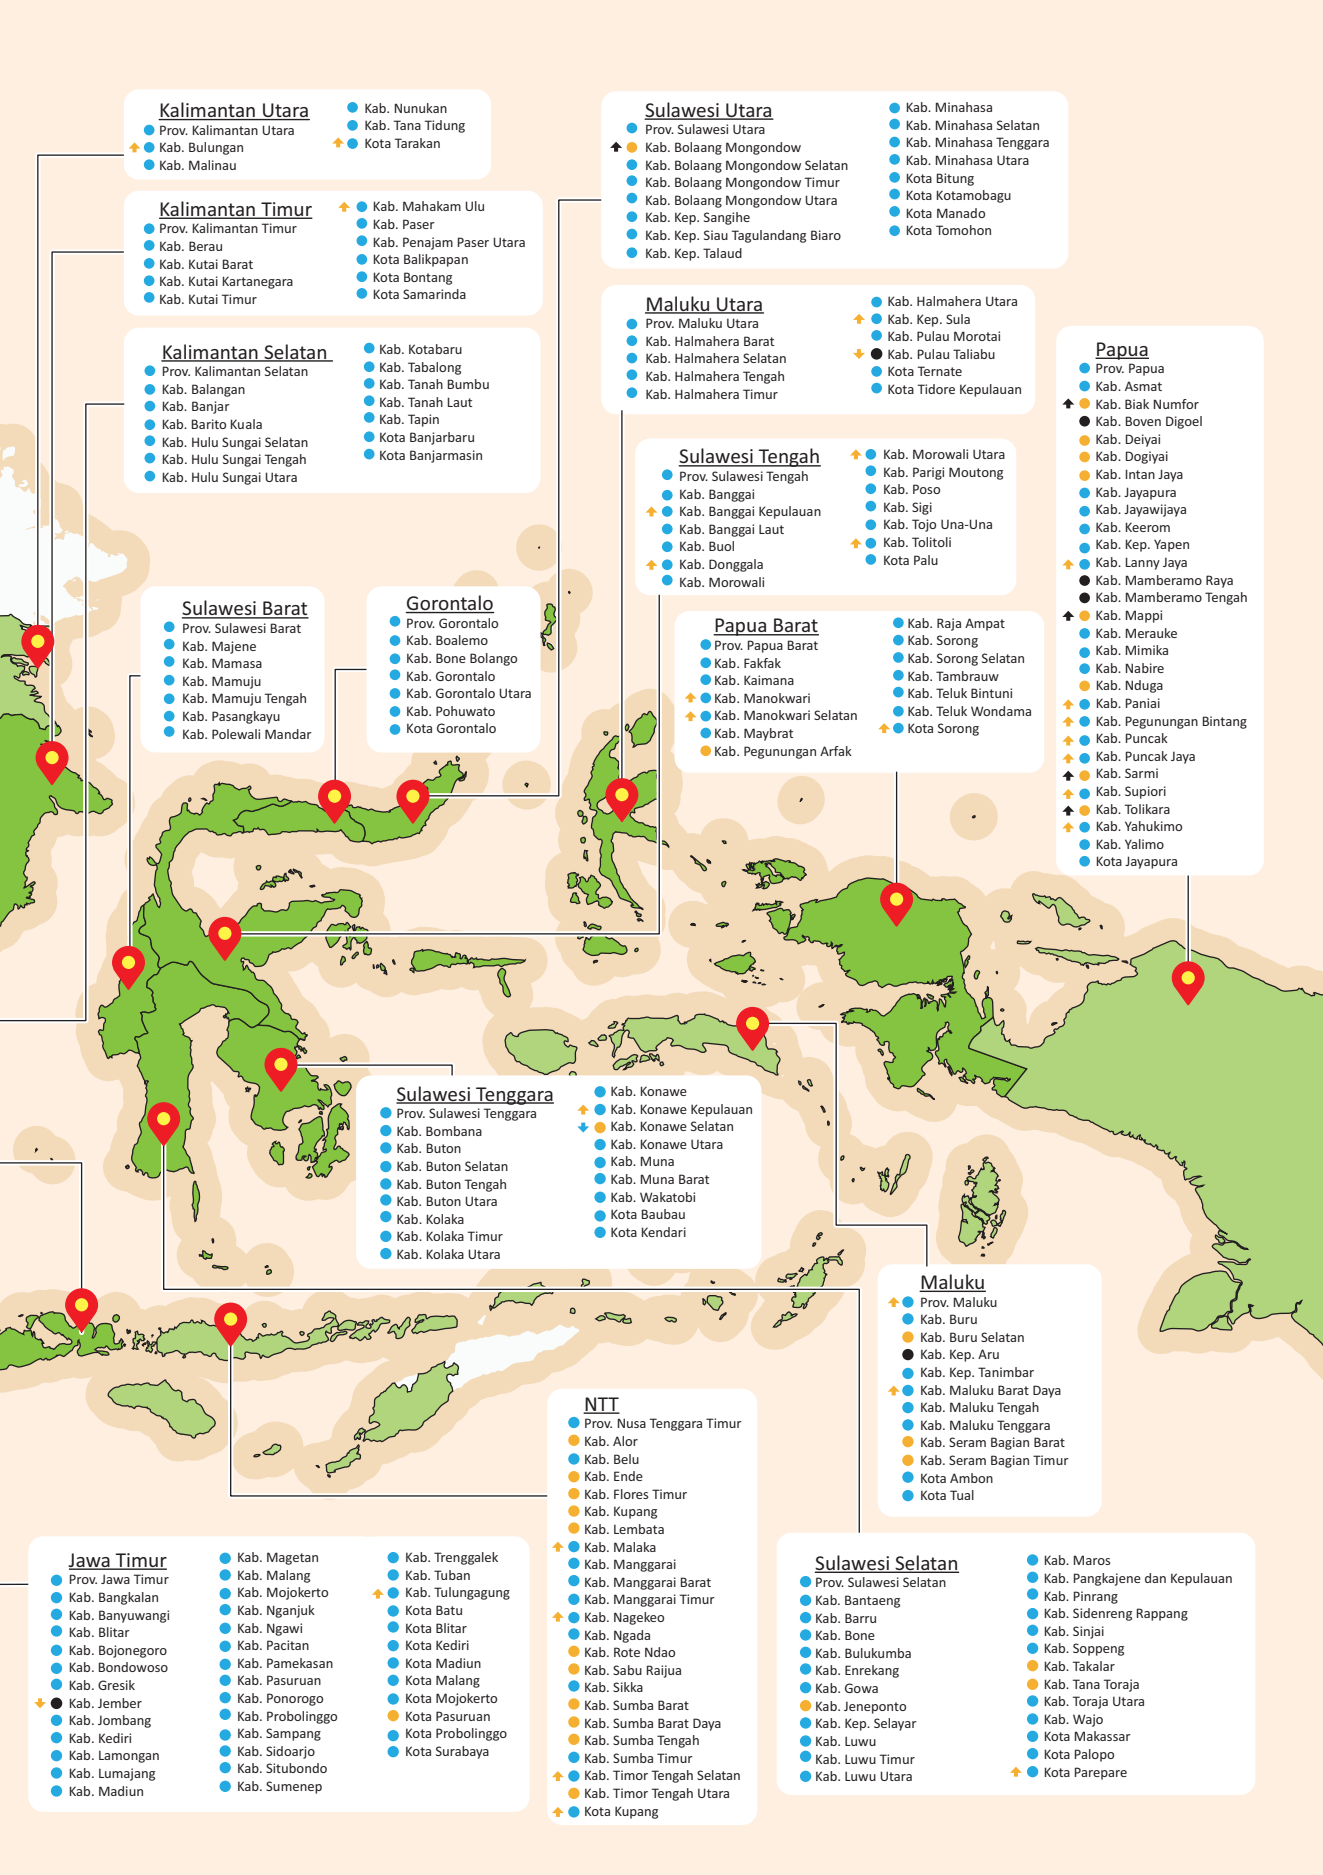 Kalimantan Utara
Prov. Kalimantan Utara
Kab. Bulungan
Kab. Malinau
Kab. Nunukan
Kab. Tana Tidung
Kota Tarakan
Kalimantan Timur
Prov. Kalimantan Timur
Kab. Berau
Kab. Kutai Barat
Kab. Kutai Kartanegara
Kab. Kutai Timur
Kab. Mahakam Ulu
Kab. Paser
Kab. Penajam Paser Utara
Kota Balikpapan
Kota Bontang
Kota Samarinda
Kalimantan Selatan
Prov. Kalimantan Selatan
Kab. Balangan
Kab. Banjar
Kab. Barito Kuala
Kab. Hulu Sungai Selatan
Kab. Hulu Sungai Tengah
Kab. Hulu Sungai Utara
Kab. Kotabaru
Kab. Tabalong
Kab. Tanah Bumbu
Kab. Tanah Laut
Kab. Tapin
Kota Banjarbaru
Kota Banjarmasin
Sulawesi Utara
Prov. Sulawesi Utara
Kab. Bolaang Mongondow
Kab. Bolaang Mongondow Selatan
Kab. Bolaang Mongondow Timur
Kab. Bolaang Mongondow Utara
Kab. Kep. Sangihe
Kab. Kep. Siau Tagulandang Biaro
Kab. Kep. Talaud
Kab. Minahasa
Kab. Minahasa Selatan
Kab. Minahasa Tenggara
Kab. Minahasa Utara
Kota Bitung
Kota Kotamobagu
Kota Manado
Kota Tomohon
Maluku Utara
Prov. Maluku Utara
Kab. Halmahera Barat
Kab. Halmahera Selatan
Kab. Halmahera Tengah
Kab. Halmahera Timur
Kab. Halmahera Utara
Kab. Kep. Sula
Kab. Pulau Morotai
Kab. Pulau Taliabu
Kota Ternate
Kota Tidore Kepulauan
Papua
Prov. Papua
Kab. Asmat
Kab. Biak Numfor
Kab. Boven Digoel
Kab. Deiyai
Kab. Dogiyai
Kab. Intan Jaya
Kab. Jayapura
Kab. Jayawijaya
Kab. Keerom
Kab. Kep. Yapen
Kab. Lanny Jaya
Kab. Mamberamo Raya
Kab. Mamberamo Tengah
Kab. Mappi
Kab. Merauke
Kab. Mimika
Kab. Nabire
Kab. Nduga
Kab. Paniai
Kab. Pegunungan Bintang
Kab. Puncak
Kab. Puncak Jaya
Kab. Sarmi
Kab. Supiori
Kab. Tolikara
Kab. Yahukimo
Kab. Yalimo
Kota Jayapura
Sulawesi Tengah
Prov. Sulawesi Tengah
Kab. Banggai
Kab. Banggai Kepulauan
Kab. Banggai Laut
Kab. Buol
Kab. Donggala
Kab. Morowali
Kab. Morowali Utara
Kab. Parigi Moutong
Kab. Poso
Kab. Sigi
Kab. Tojo Una-Una
Kab. Tolitoli
Kota Palu
Sulawesi Barat
Prov. Sulawesi Barat
Kab. Majene
Kab. Mamasa
Kab. Mamuju
Kab. Mamuju Tengah
Kab. Pasangkayu
Kab. Polewali Mandar
Gorontalo
Prov. Gorontalo
Kab. Boalemo
Kab. Bone Bolango
Kab. Gorontalo
Kab. Gorontalo Utara
Kab. Pohuwato
Kota Gorontalo
Papua Barat
Prov. Papua Barat
Kab. Fakfak
Kab. Kaimana
Kab. Manokwari
Kab. Manokwari Selatan
Kab. Maybrat
Kab. Pegunungan Arfak
Kab. Raja Ampat
Kab. Sorong
Kab. Sorong Selatan
Kab. Tambrauw
Kab. Teluk Bintuni
Kab. Teluk Wondama
Kota Sorong
Sulawesi Tenggara
Prov. Sulawesi Tenggara
Kab. Bombana
Kab. Buton
Kab. Buton Selatan
Kab. Buton Tengah
Kab. Buton Utara
Kab. Kolaka
Kab. Kolaka Timur
Kab. Kolaka Utara
Kab. Konawe
Kab. Konawe Kepulauan
Kab. Konawe Selatan
Kab. Konawe Utara
Kab. Muna
Kab. Muna Barat
Kab. Wakatobi
Kota Baubau
Kota Kendari
Maluku
Prov. Maluku
Kab. Buru
Kab. Buru Selatan
Kab. Kep. Aru
Kab. Kep. Tanimbar
Kab. Maluku Barat Daya
Kab. Maluku Tengah
Kab. Maluku Tenggara
Kab. Seram Bagian Barat
Kab. Seram Bagian Timur
Kota Ambon
Kota Tual
NTT
Prov. Nusa Tenggara Timur
Kab. Alor
Kab. Belu
Kab. Ende
Kab. Flores Timur
Kab. Kupang
Kab. Lembata
Kab. Malaka
Kab. Manggarai
Kab. Manggarai Barat
Kab. Manggarai Timur
Kab. Nagekeo
Kab. Ngada
Kab. Rote Ndao
Kab. Sabu Raijua
Kab. Sikka
Kab. Sumba Barat
Kab. Sumba Barat Daya
Kab. Sumba Tengah
Kab. Sumba Timur
Kab. Timor Tengah Selatan
Kab. Timor Tengah Utara
Kota Kupang
Jawa Timur
Prov. Jawa Timur
Kab. Bangkalan
Kab. Banyuwangi
Kab. Blitar
Kab. Bojonegoro
Kab. Bondowoso
Kab. Gresik
Kab. Jember
Kab. Jombang
Kab. Kediri
Kab. Lamongan
Kab. Lumajang
Kab. Madiun
Kab. Magetan
Kab. Malang
Kab. Mojokerto
Kab. Nganjuk
Kab. Ngawi
Kab. Pacitan
Kab. Pamekasan
Kab. Pasuruan
Kab. Ponorogo
Kab. Probolinggo
Kab. Sampang
Kab. Sidoarjo
Kab. Situbondo
Kab. Sumenep
Kab. Trenggalek
Kab. Tuban
Kab. Tulungagung
Kota Batu
Kota Blitar
Kota Kediri
Kota Madiun
Kota Malang
Kota Mojokerto
Kota Pasuruan
Kota Probolinggo
Kota Surabaya
Sulawesi Selatan
Prov. Sulawesi Selatan
Kab. Bantaeng
Kab. Barru
Kab. Bone
Kab. Bulukumba
Kab. Enrekang
Kab. Gowa
Kab. Jeneponto
Kab. Kep. Selayar
Kab. Luwu
Kab. Luwu Timur
Kab. Luwu Utara
Kab. Maros
Kab. Pangkajene dan Kepulauan
Kab. Pinrang
Kab. Sidenreng Rappang
Kab. Sinjai
Kab. Soppeng
Kab. Takalar
Kab. Tana Toraja
Kab. Toraja Utara
Kab. Wajo
Kota Makassar
Kota Palopo
Kota Parepare